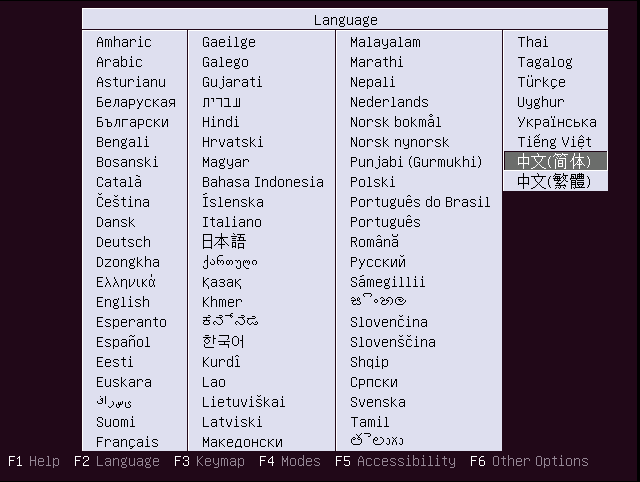 Language
Amharic
Arabic
Asturianu
Беларуская
Български
Bengali
Bosanski
Català
Čeština
Dansk
Deutsch
Dzongkha
Ελληνικά
English
Esperanto
Español
Eesti
Euskara
فارسی
Suomi
Français
Gaeilge
Galego
Gujarati
עברית
Hindi
Hrvatski
Magyar
Bahasa Indonesia
Íslenska
Italiano
日本語
ქართული
Қазақ
Khmer
ಕನ್ನಡ
한국어
Kurdî
Lao
Lietuviškai
Latviski
Македонски
Malayalam
Marathi
Nepali
Nederlands
Norsk bokmål
Norsk nynorsk
Punjabi (Gurmukhi)
Polski
Português do Brasil
Português
Română
Русский
Sámegillii
සිංහල
Slovenčina
Slovenščina
Shqip
Српски
Svenska
Tamil
తెలుగు
Thai
Tagalog
Türkçe
Uyghur
Українська
Tiếng Việt
中文(简体)
中文(繁體)
F1 Help F2 Language F3 Keymap F4 Modes F5 Accessibility F6 Other Options